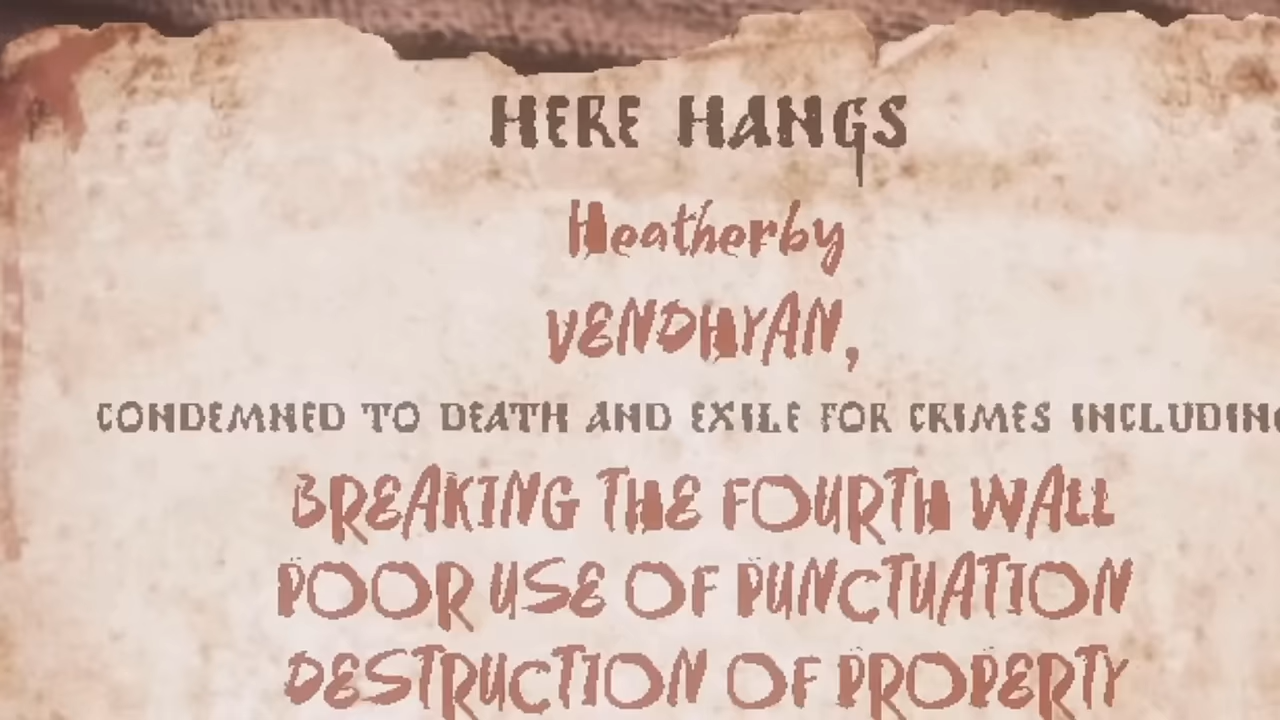 HERE HANGS
Heatherby
VENDHYAN,
CONDEMNED TO DEATH AND EXILE FOR CRIMES INCLUDING
BREAKING THE FOURTH WALL
POOR USE OF PUNCTUATION
DESTRUCTION OF PROPERTY